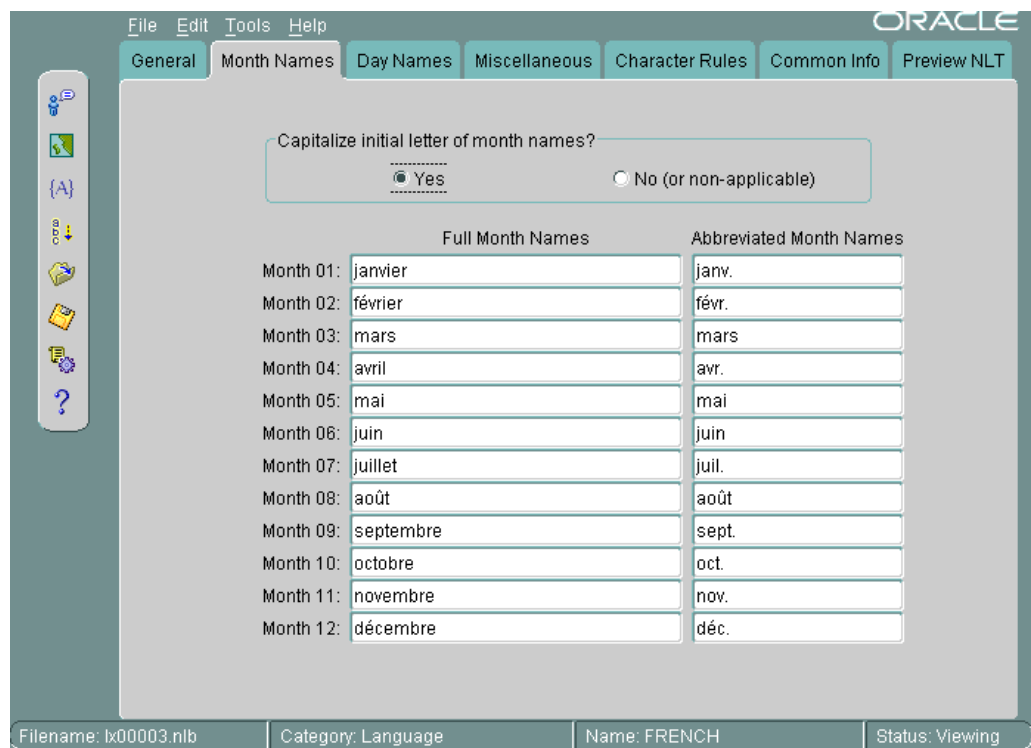 File Edit Tools Help
ORACLE
General Month Names Day Names Miscellaneous Character Rules Common Info Preview NLT
Capitalize initial letter of month names?
Yes No (or non-applicable)
{A}
a
b
c
?
Full Month Names Abbreviated Month Names
Month 01: janvier janv.
Month 02: février févr.
Month 03: mars mars
Month 04: avril avr.
Month 05: mai mai
Month 06: juin juin
Month 07: juillet juil.
Month 08: août août
Month 09: septembre sept.
Month 10: octobre oct.
Month 11: novembre nov.
Month 12: décembre déc.
Filename: lx00003.nlb Category: Language Name: FRENCH Status: Viewing